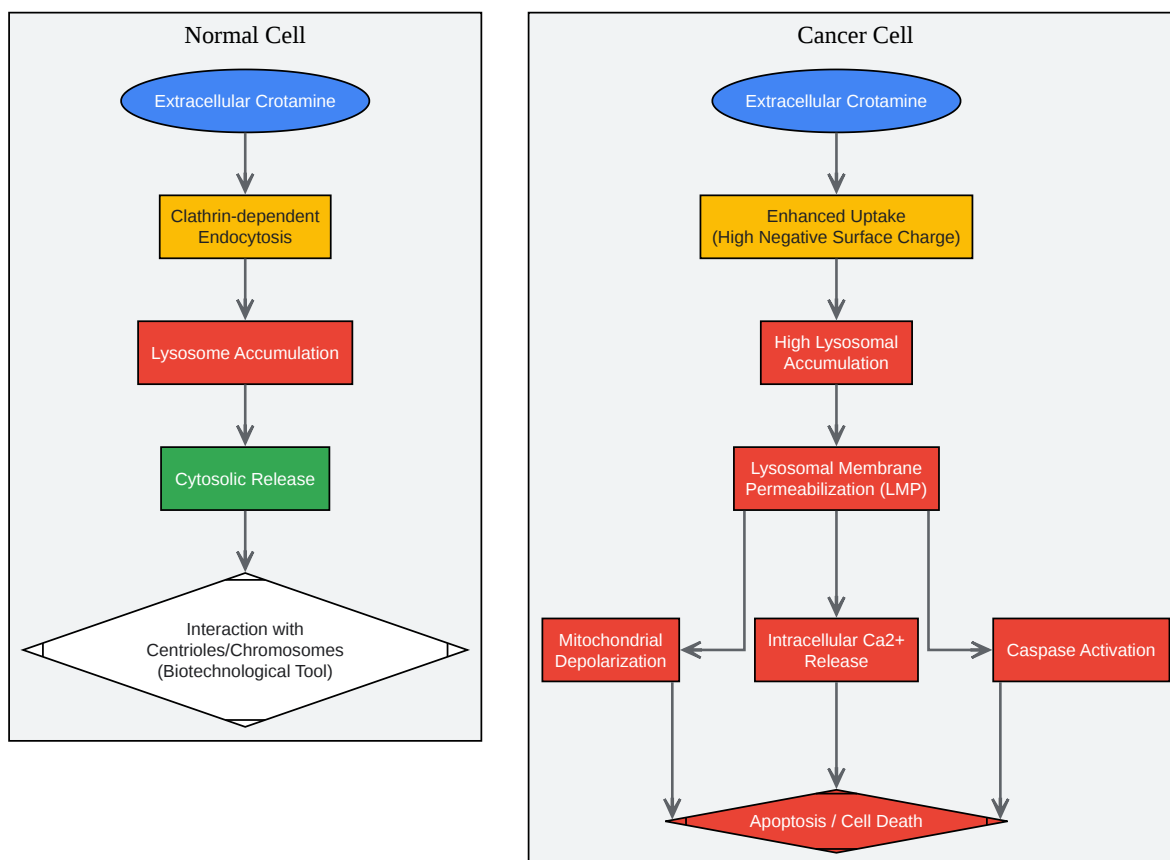 Normal Cell
Extracellular Crotamine
Clathrin-dependent
Endocytosis
Lysosome Accumulation
Cytosolic Release
Interaction with
Centrioles/Chromosomes
(Biotechnological Tool)
Cancer Cell
Extracellular Crotamine
Enhanced Uptake
(High Negative Surface Charge)
High Lysosomal
Accumulation
Lysosomal Membrane
Permeabilization (LMP)
Mitochondrial
Depolarization
Intracellular Ca2+
Release
Caspase Activation
Apoptosis / Cell Death